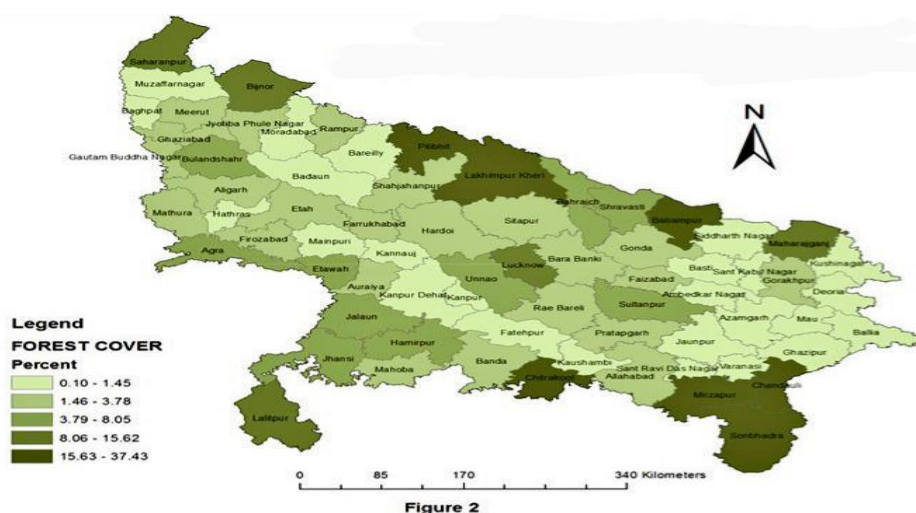 Saharanpur
Muzaffarnagar
Bijnor
Baghpat
Meerut
Jyotiba Phule Nagar
Moradabad
Rampur
Ghaziabad
Gautam Buddha Nagar
Bulandshahr
Bareilly
Pilibhit
Badaun
Lakhimpur Kheri
Shahjahanpur
Aligarh
Mathura
Hathras
Etah
Farrukhabad
Hardoi
Sitapur
Bahraich
Shravasti
Balrampur
Siddharth Nagar
Maharajganj
Kushinagar
Agra
Firozabad
Mainpuri
Kannauj
Etawah
Auraiya
Kanpur Dehat
Kanpur
Unnao
Lucknow
Bara Banki
Gonda
Faizabad
Basti
Sant Kabir Nagar
Gorakhpur
Deoria
Ambedkar Nagar
Sultanpur
Rae Bareli
Azamgarh
Mau
Ballia
Jalaun
Hamirpur
Fatehpur
Pratapgarh
Jaunpur
Ghazipur
Jhansi
Mahoba
Banda
Kaushambi
Sant Ravi Das Nagar
Varanasi
Allahabad
Chitrakoot
Mirzapur
Chandauli
Sonbhadra
Lalitpur
N
Legend
FOREST COVER
Percent
0.10 - 1.45
1.46 - 3.78
3.79 - 8.05
8.06 - 15.62
15.63 - 37.43
0 85 170 340 Kilometers
Figure 2